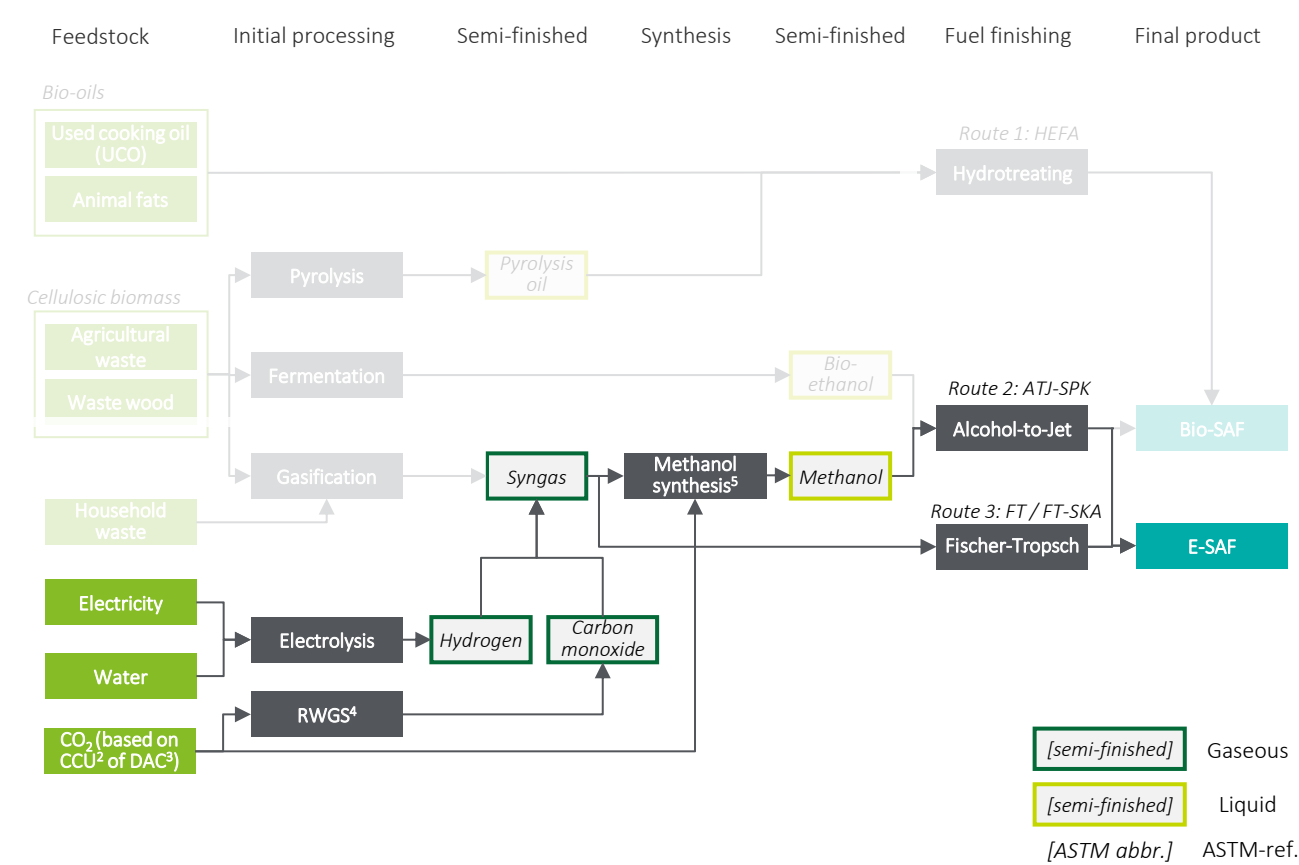 Feedstock
Initial processing
Semi-finished
Synthesis
Semi-finished
Fuel finishing
Final product
Bio-oils
Used cooking oil
(UCO)
Animal fats
Route 1: HEFA
Hydrotreating
Pyrolysis
Pyrolysis
oil
Cellulosic biomass
Agricultural
waste
Waste wood
Fermentation
Bio-
ethanol
Route 2: ATJ-SPK
Alcohol-to-Jet
Bio-SAF
Gasification
Syngas
Methanol
synthesis⁵
Methanol
Household
waste
Route 3: FT / FT-SKA
Fischer-Tropsch
E-SAF
Electricity
Water
Electrolysis
Hydrogen
Carbon
monoxide
RWGS⁴
CO₂ (based on
CCU² of DAC³)
[semi-finished]
Gaseous
[semi-finished]
Liquid
[ASTM abbr.]
ASTM-ref.